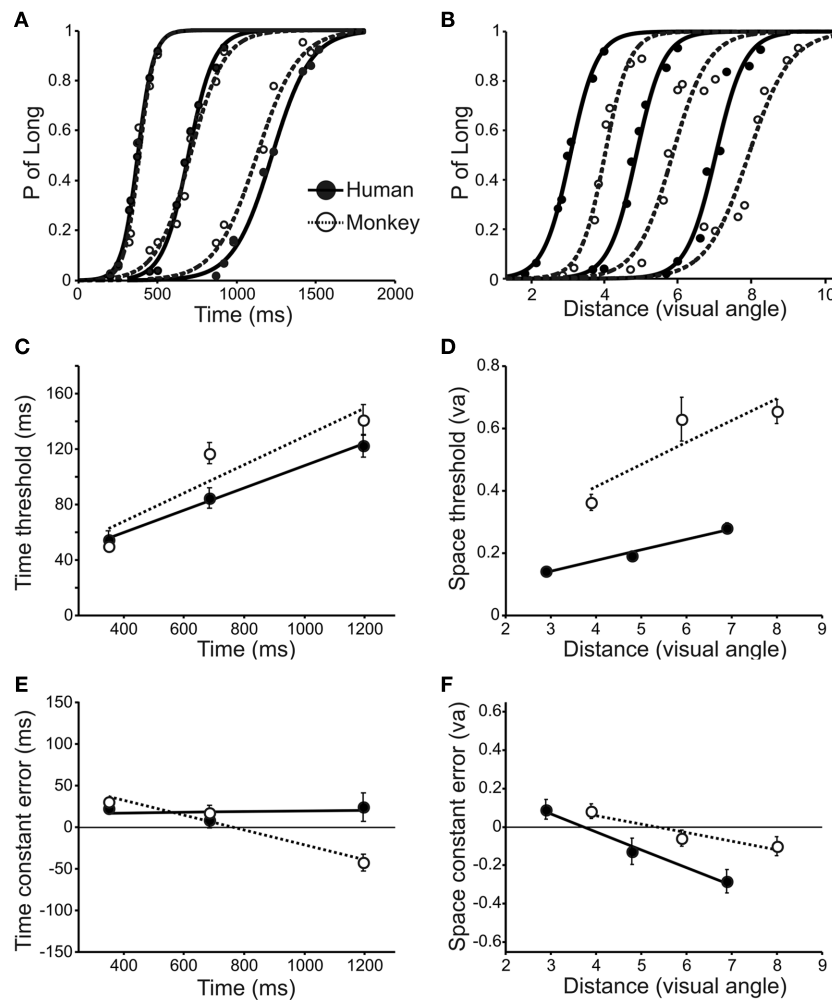 A
P of Long
1
0.8
0.6
0.4
0.2
0
0 500 1000 1500 2000
Time (ms)
Human
Monkey
B
P of Long
1
0.8
0.6
0.4
0.2
0
2 4 6 8 10
Distance (visual angle)
C
Time threshold (ms)
160
120
80
40
0
400 600 800 1000 1200
Time (ms)
D
Space threshold (va)
0.8
0.6
0.4
0.2
0
2 3 4 5 6 7 8 9
Distance (visual angle)
E
Time constant error (ms)
150
100
50
0
-50
-100
-150
400 600 800 1000 1200
Time (ms)
F
Space constant error (va)
0.6
0.4
0.2
0
-0.2
-0.4
-0.6
2 3 4 5 6 7 8 9
Distance (visual angle)